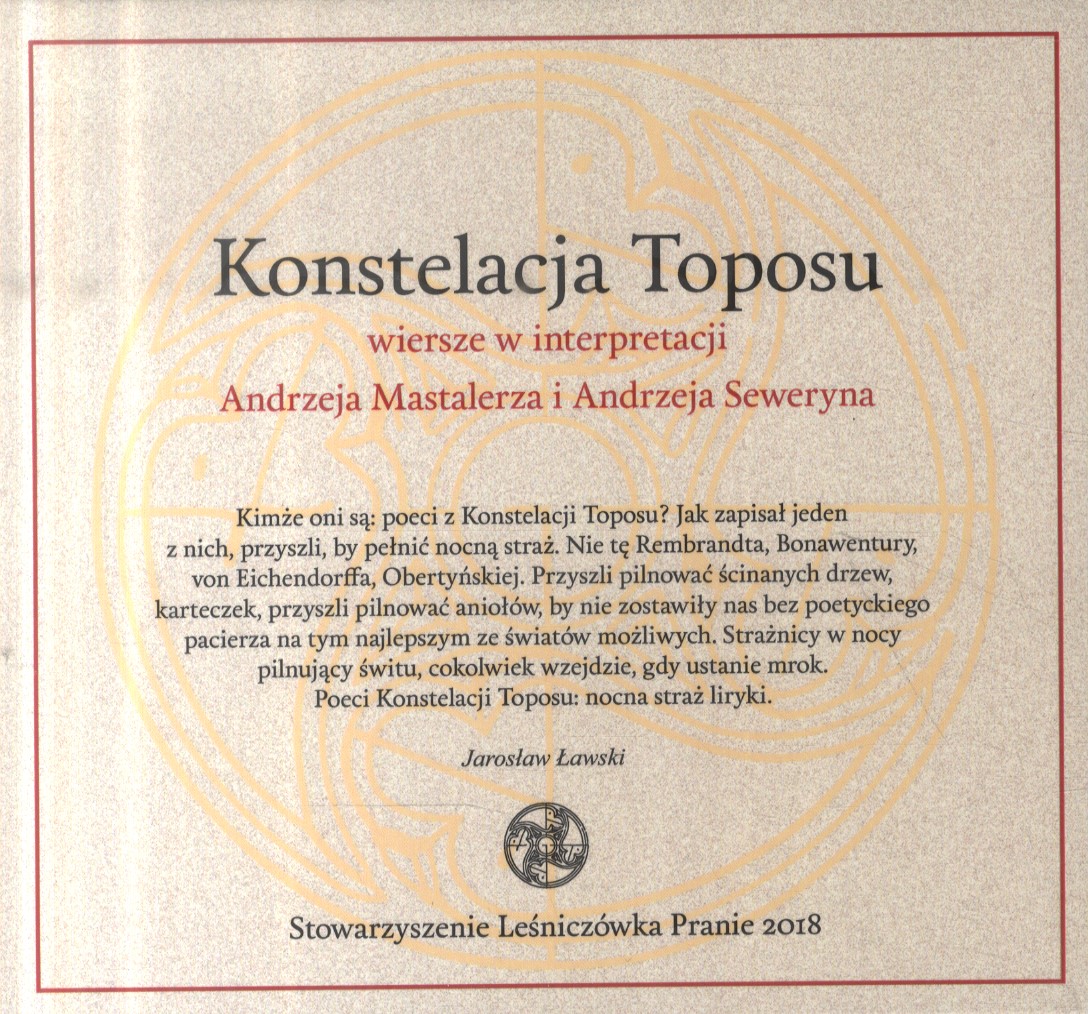 Konstelacja Toposu
wiersze w interpretacji
Andrzeja Mastalerza i Andrzeja Seweryna
Kimże oni są: poeci z Konstelacji Toposu? Jak zapisał jeden
z nich, przyszli, by pełnić nocną straż. Nie tę Rembrandta, Bonawentury,
von Eichendorffa, Obertyńskiej. Przyszli pilnować ścinanych drzew,
karteczek, przyszli pilnować aniołów, by nie zostawiły nas bez poetyckiego
pacierza na tym najlepszym ze światów możliwych. Strażnicy w nocy
pilnujący świtu, cokolwiek wzejdzie, gdy ustanie mrok.
Poeci Konstelacji Toposu: nocna straż liryki.
Jarosław Ławski
Stowarzyszenie Leśniczówka Pranie 2018